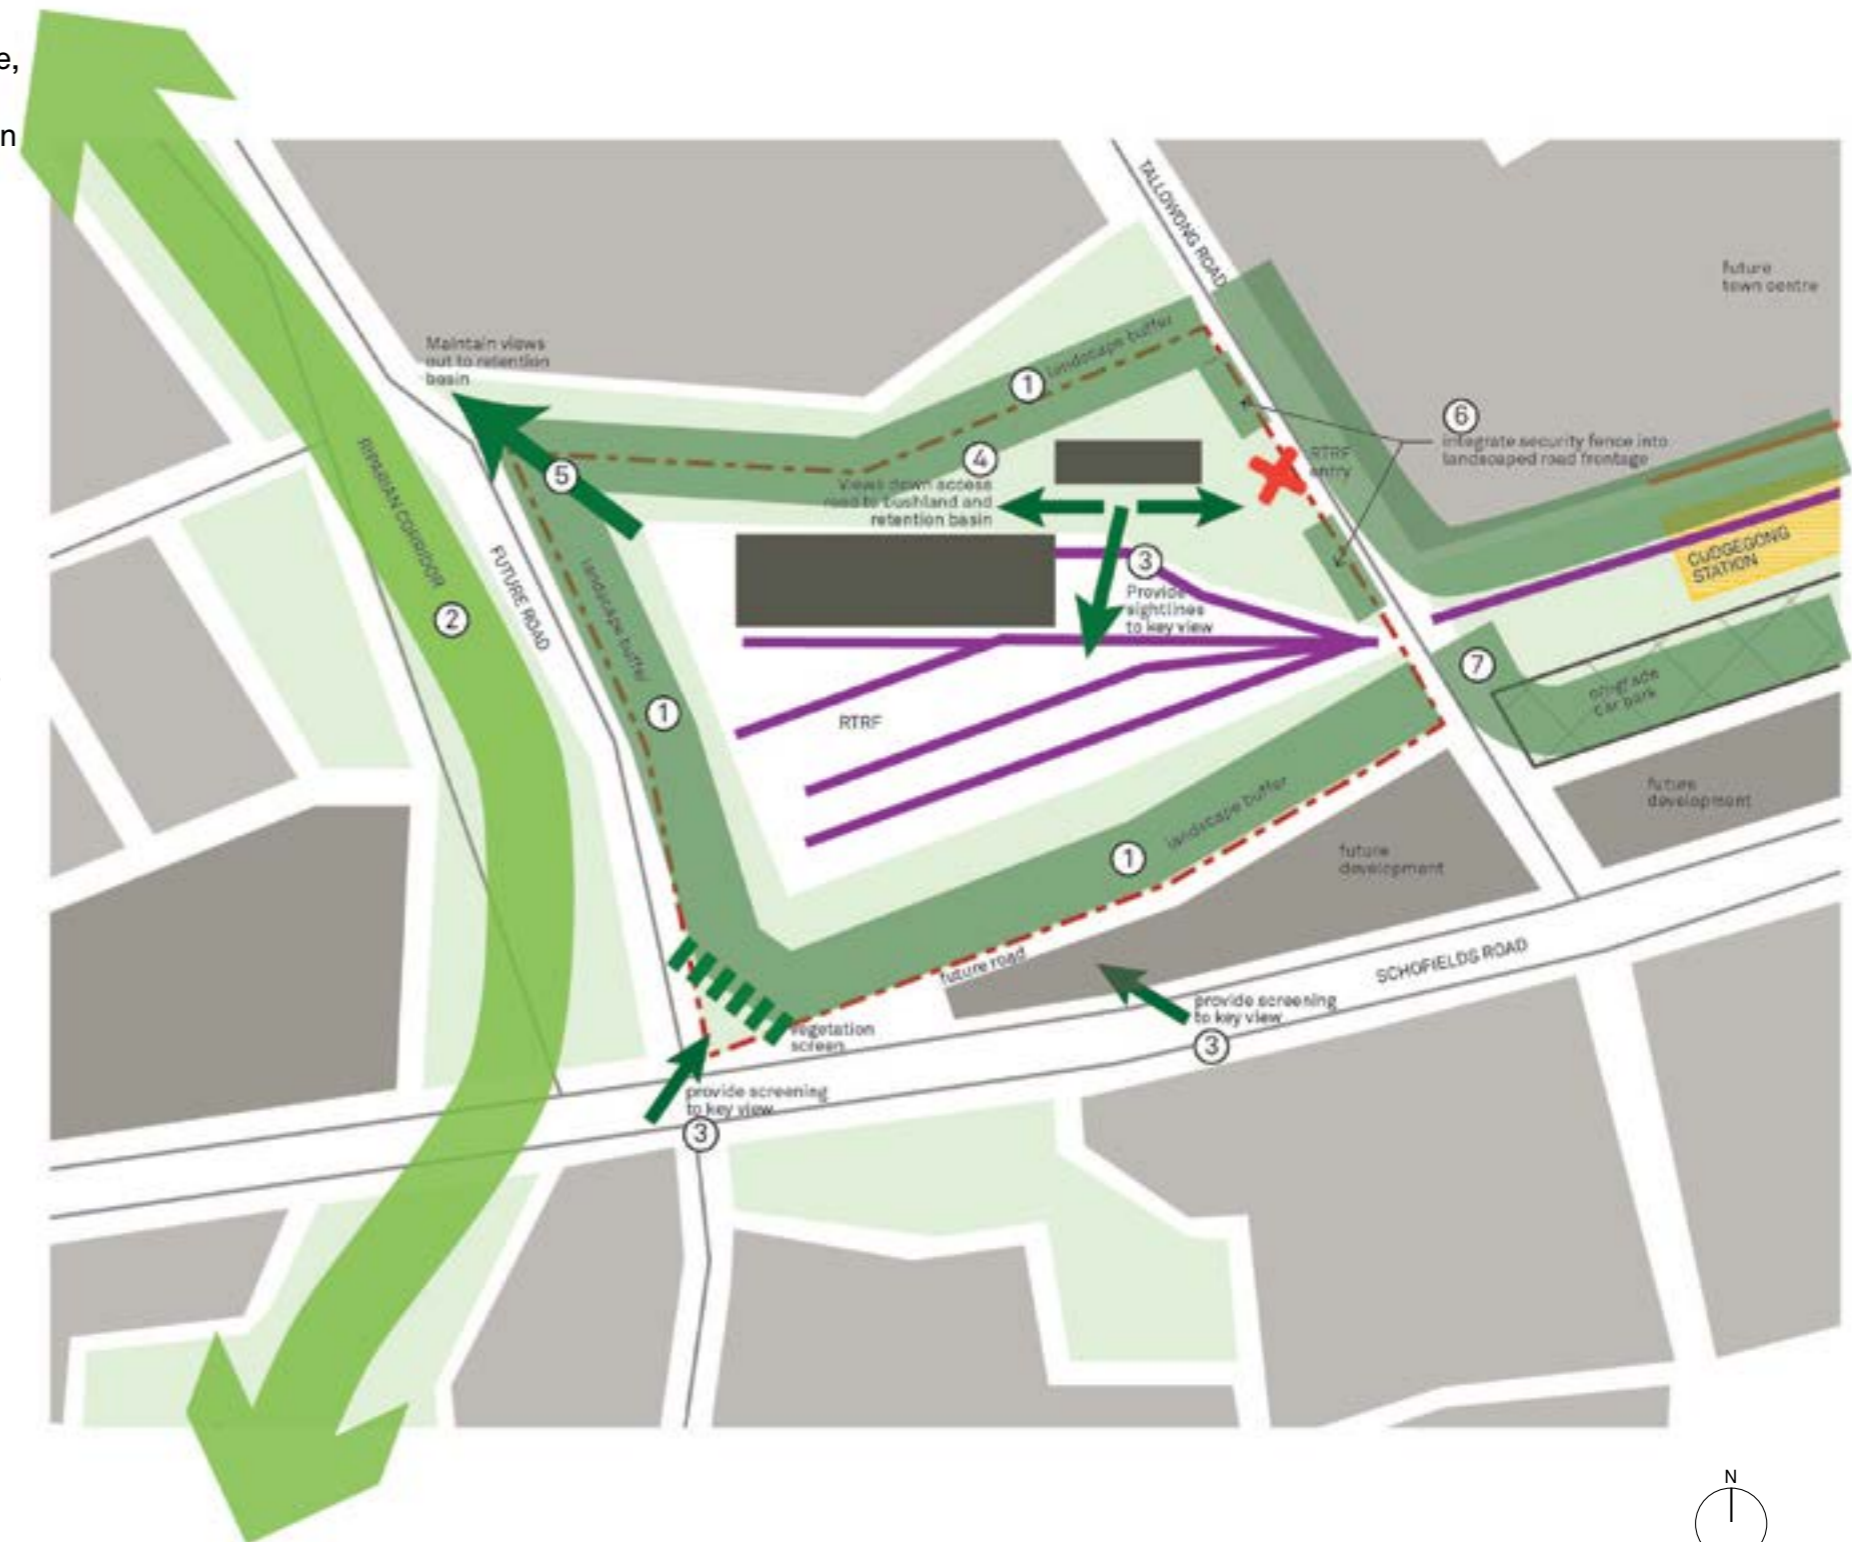 e,
n
TALLOWONG ROAD
future
town centre
Maintain views
out to retention
basin
landscape buffer
1
6
integrate security fence into
landscaped road frontage
RTRF
entry
4
Views down access
road to bushland and
retention basin
5
RIPARIAN CORRIDOR
2
FUTURE ROAD
landscape buffer
1
3
Provide
sightlines
to key view
CUDGEGONG
STATION
7
on-grade
car park
RTRF
future
development
landscape buffer
1
future
development
future road
SCHOFIELDS ROAD
provide screening
to key view
3
vegetation
screen
provide screening
to key view
3
N